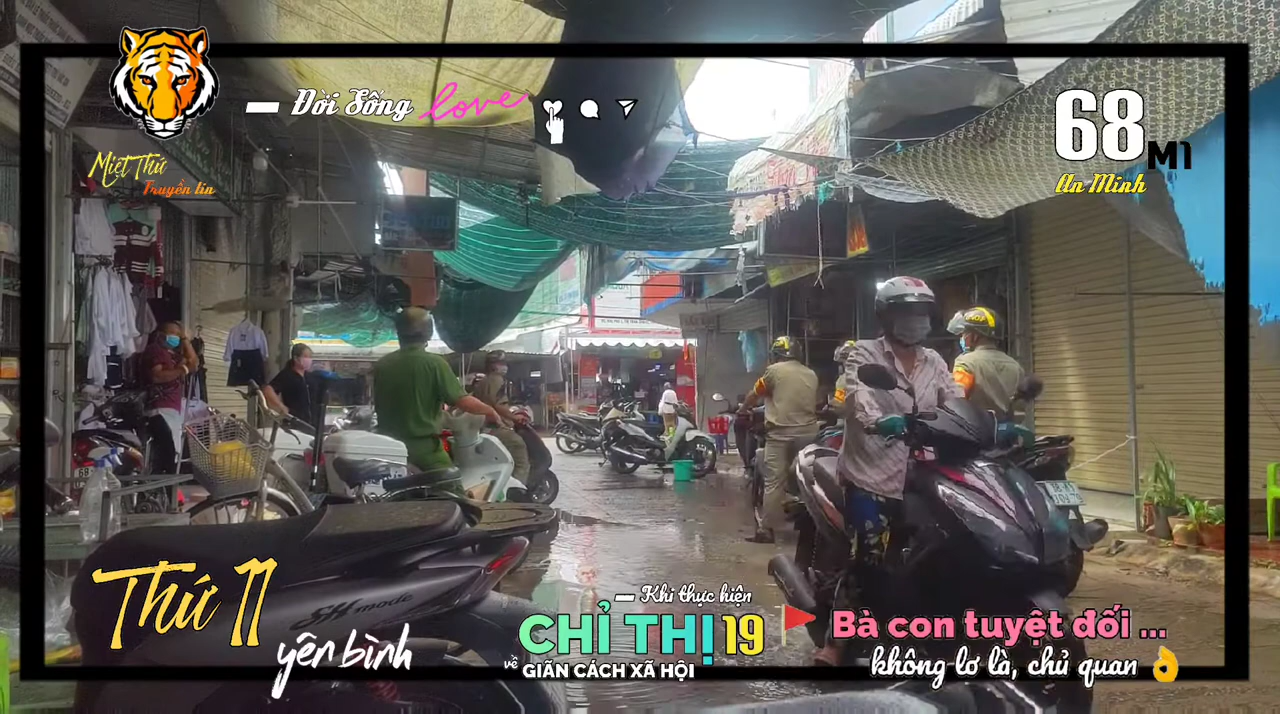 Đời Sống love
68 M1
An Minh
Miệt Thứ
Truyền tin
SH mode
Thứ 11
yên bình
Khi thực hiện
CHỈ THỊ 19
về GIÃN CÁCH XÃ HỘI
Bà con tuyệt đối ...
không lơ là, chủ quan